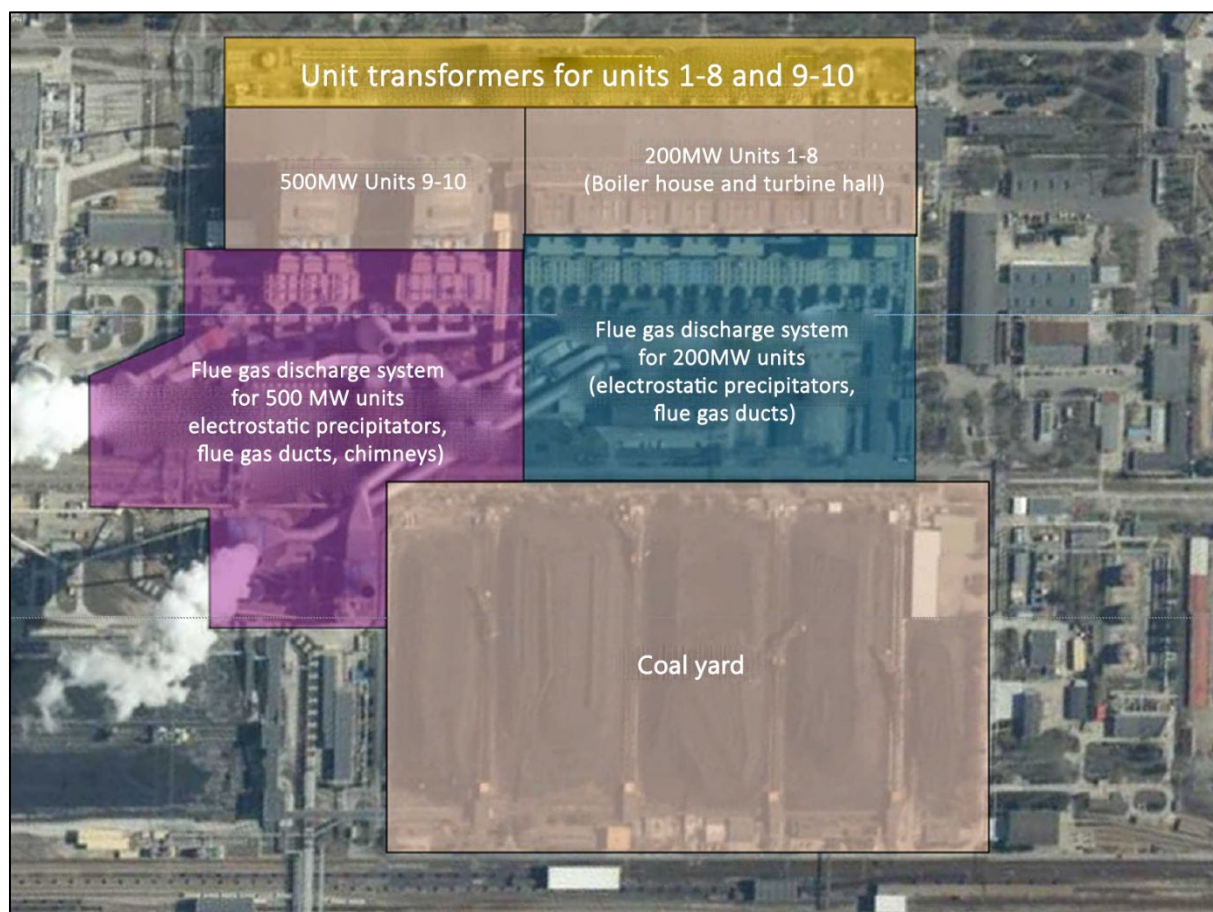 Unit transformers for units 1-8 and 9-10
500MW Units 9-10
200MW Units 1-8
(Boiler house and turbine hall)
Flue gas discharge system
for 500 MW units
electrostatic precipitators,
flue gas ducts, chimneys)
Flue gas discharge system
for 200MW units
(electrostatic precipitators,
flue gas ducts)
Coal yard